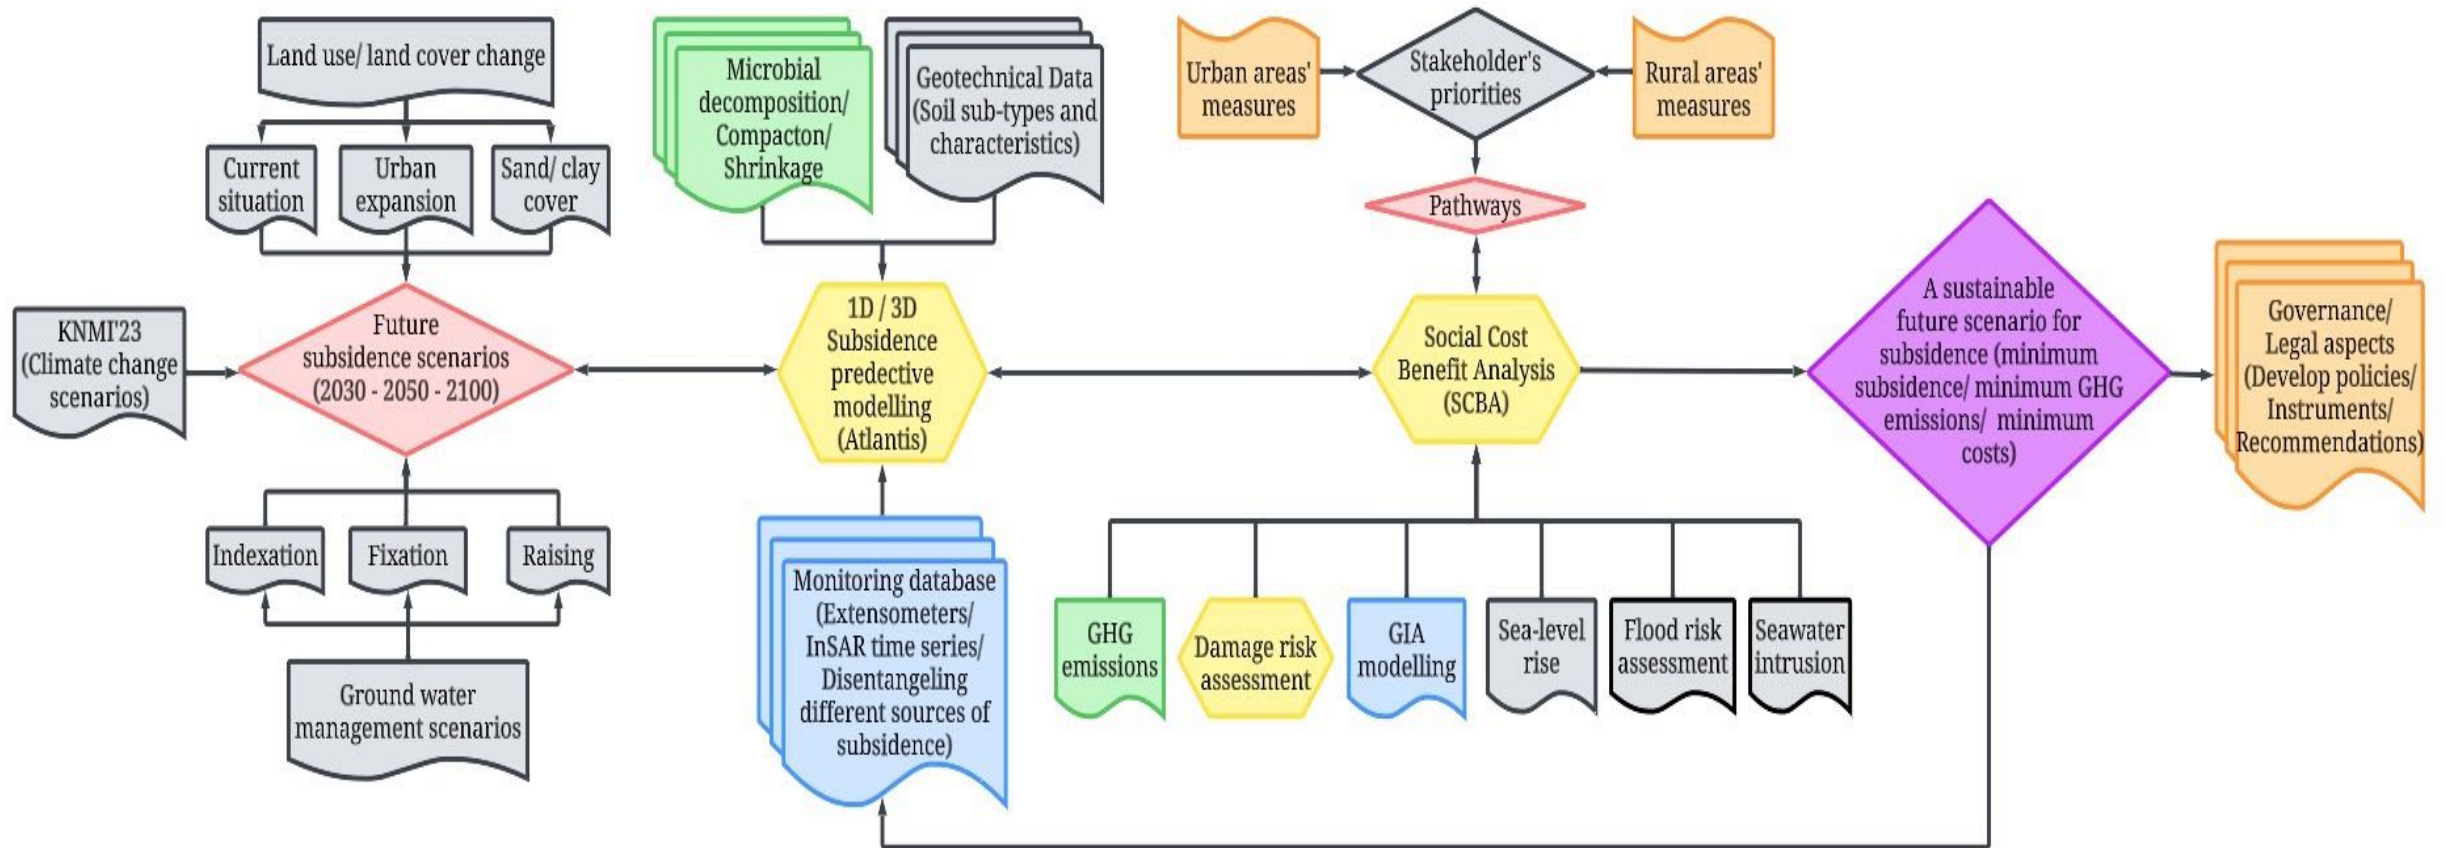 Land use/ land cover change
Current
situation
Urban
expansion
Sand/ clay
cover
KNMI'23
(Climate change
scenarios)
Future
subsidence scenarios
(2030 - 2050 - 2100)
Indexation
Fixation
Raising
Ground water
management scenarios
Microbial
decomposition/
Compacton/
Shrinkage
Geotechnical Data
(Soil sub-types and
characteristics)
1D / 3D
Subsidence
predective
modelling
(Atlantis)
Monitoring database
(Extensometers/
InSAR time series/
Disentangeling
different sources of
subsidence)
Urban areas'
measures
Stakeholder's
priorities
Rural areas'
measures
Pathways
Social Cost
Benefit Analysis
(SCBA)
GHG
emissions
Damage risk
assessment
GIA
modelling
Sea-level
rise
Flood risk
assessment
Seawater
intrusion
A sustainable
future scenario for
subsidence (minimum
subsidence/ minimum GHG
emissions/ minimum
costs)
Governance/
Legal aspects
(Develop policies/
Instruments/
Recommendations)